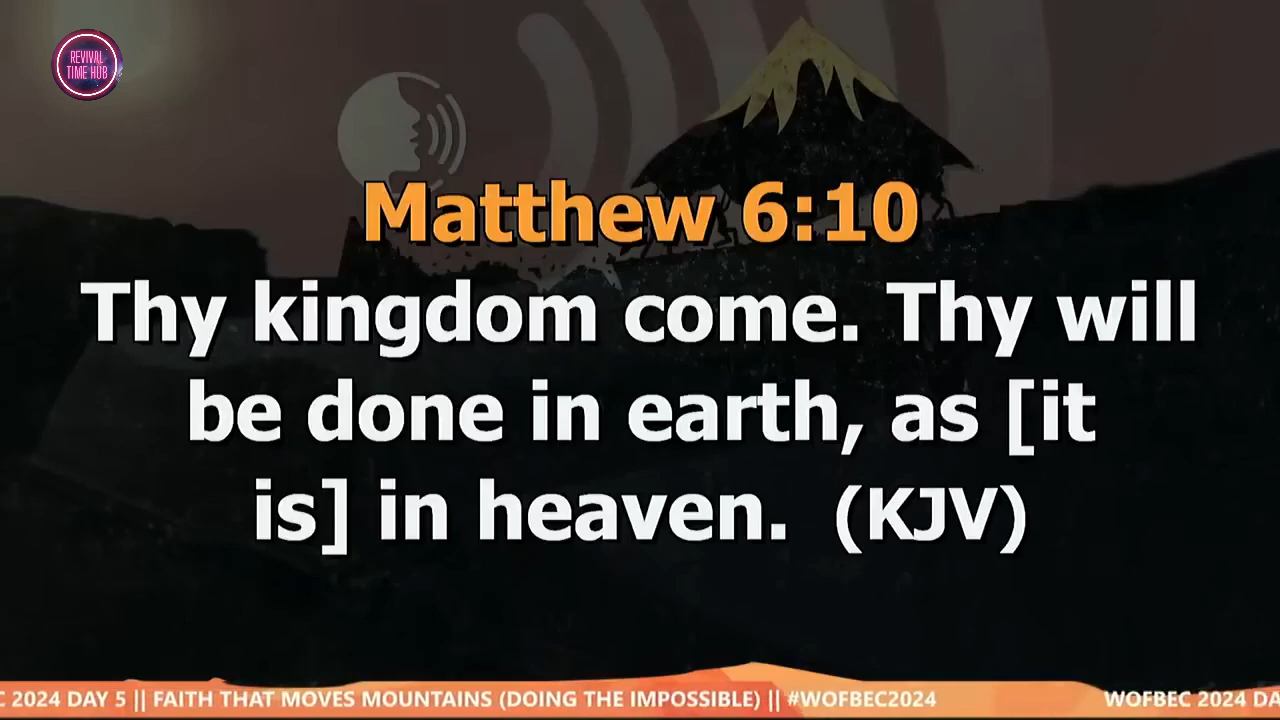 REVIVAL
TIME HUB
Matthew 6:10
Thy kingdom come. Thy will
be done in earth, as [it
is] in heaven. (KJV)
C 2024 DAY 5 || FAITH THAT MOVES MOUNTAINS (DOING THE IMPOSSIBLE) || #WOFBEC2024 WOFBEC 2024 DA